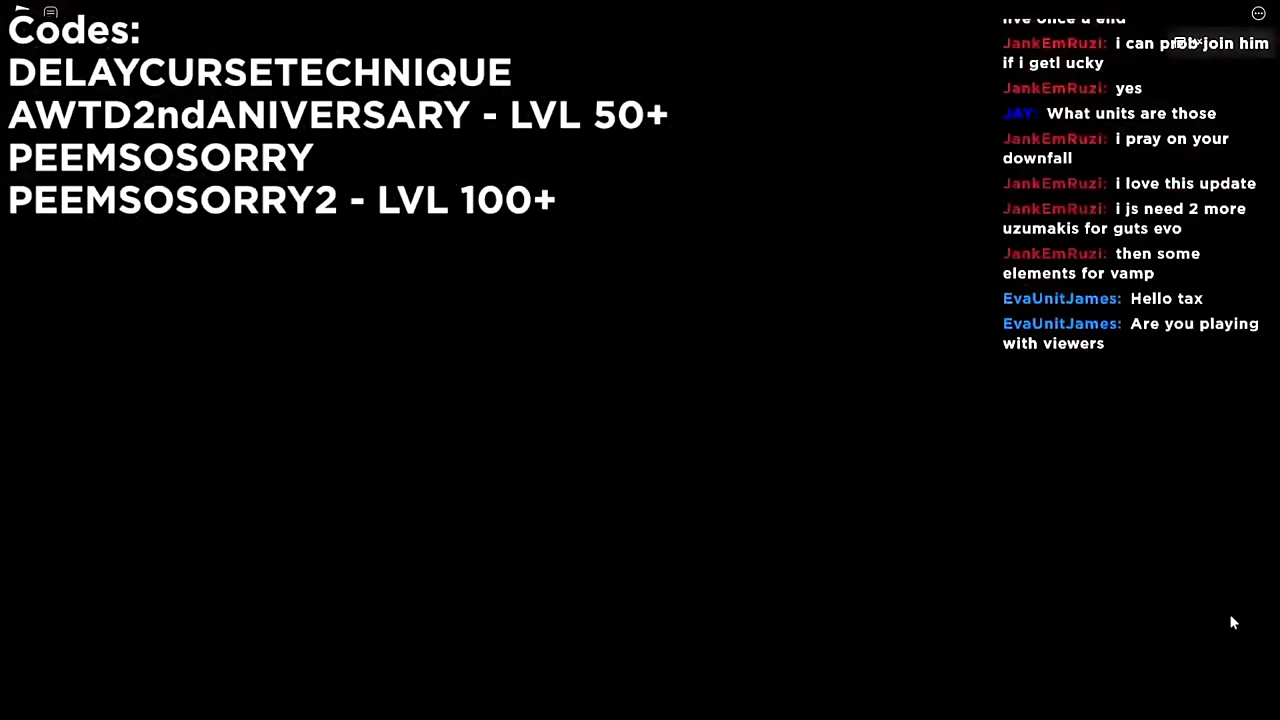 Codes:
DELAYCURSETECHNIQUE
AWTD2ndANIVERSARY - LVL 50+
PEEMSOSORRY
PEEMSOSORRY2 - LVL 100+
live once u end
JankEmRuzi: i can prob join him
if i getl ucky
JankEmRuzi: yes
JAY: What units are those
JankEmRuzi: i pray on your
downfall
JankEmRuzi: i love this update
JankEmRuzi: i js need 2 more
uzumakis for guts evo
JankEmRuzi: then some
elements for vamp
EvaUnitJames: Hello tax
EvaUnitJames: Are you playing
with viewers